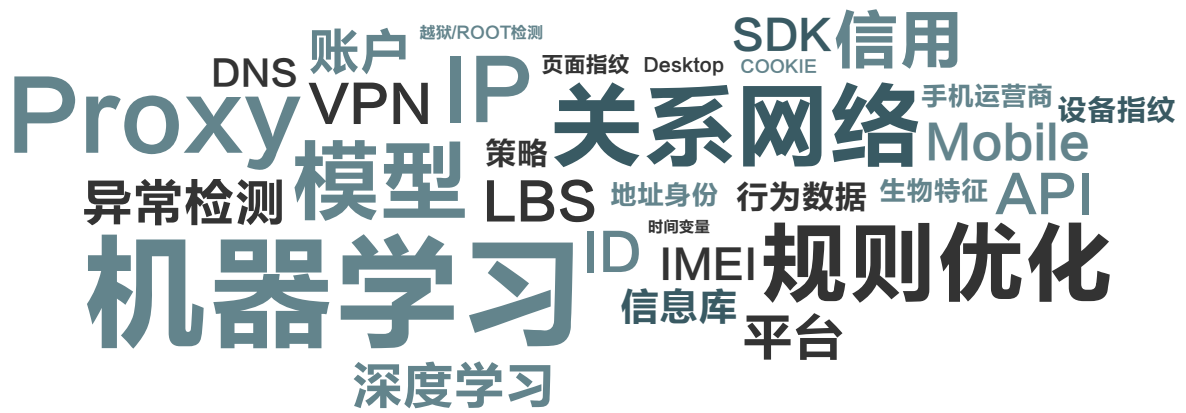 越狱/ROOT检测
SDK
信用
账户
DNS
IP
页面指纹
Desktop
COOKIE
Proxy
VPN
关系网络
手机运营商
设备指纹
模型
策略
Mobile
异常检测
LBS
地址身份
行为数据
生物特征
API
时间变量
机器学习
ID
IMEI
规则优化
信息库
平台
深度学习